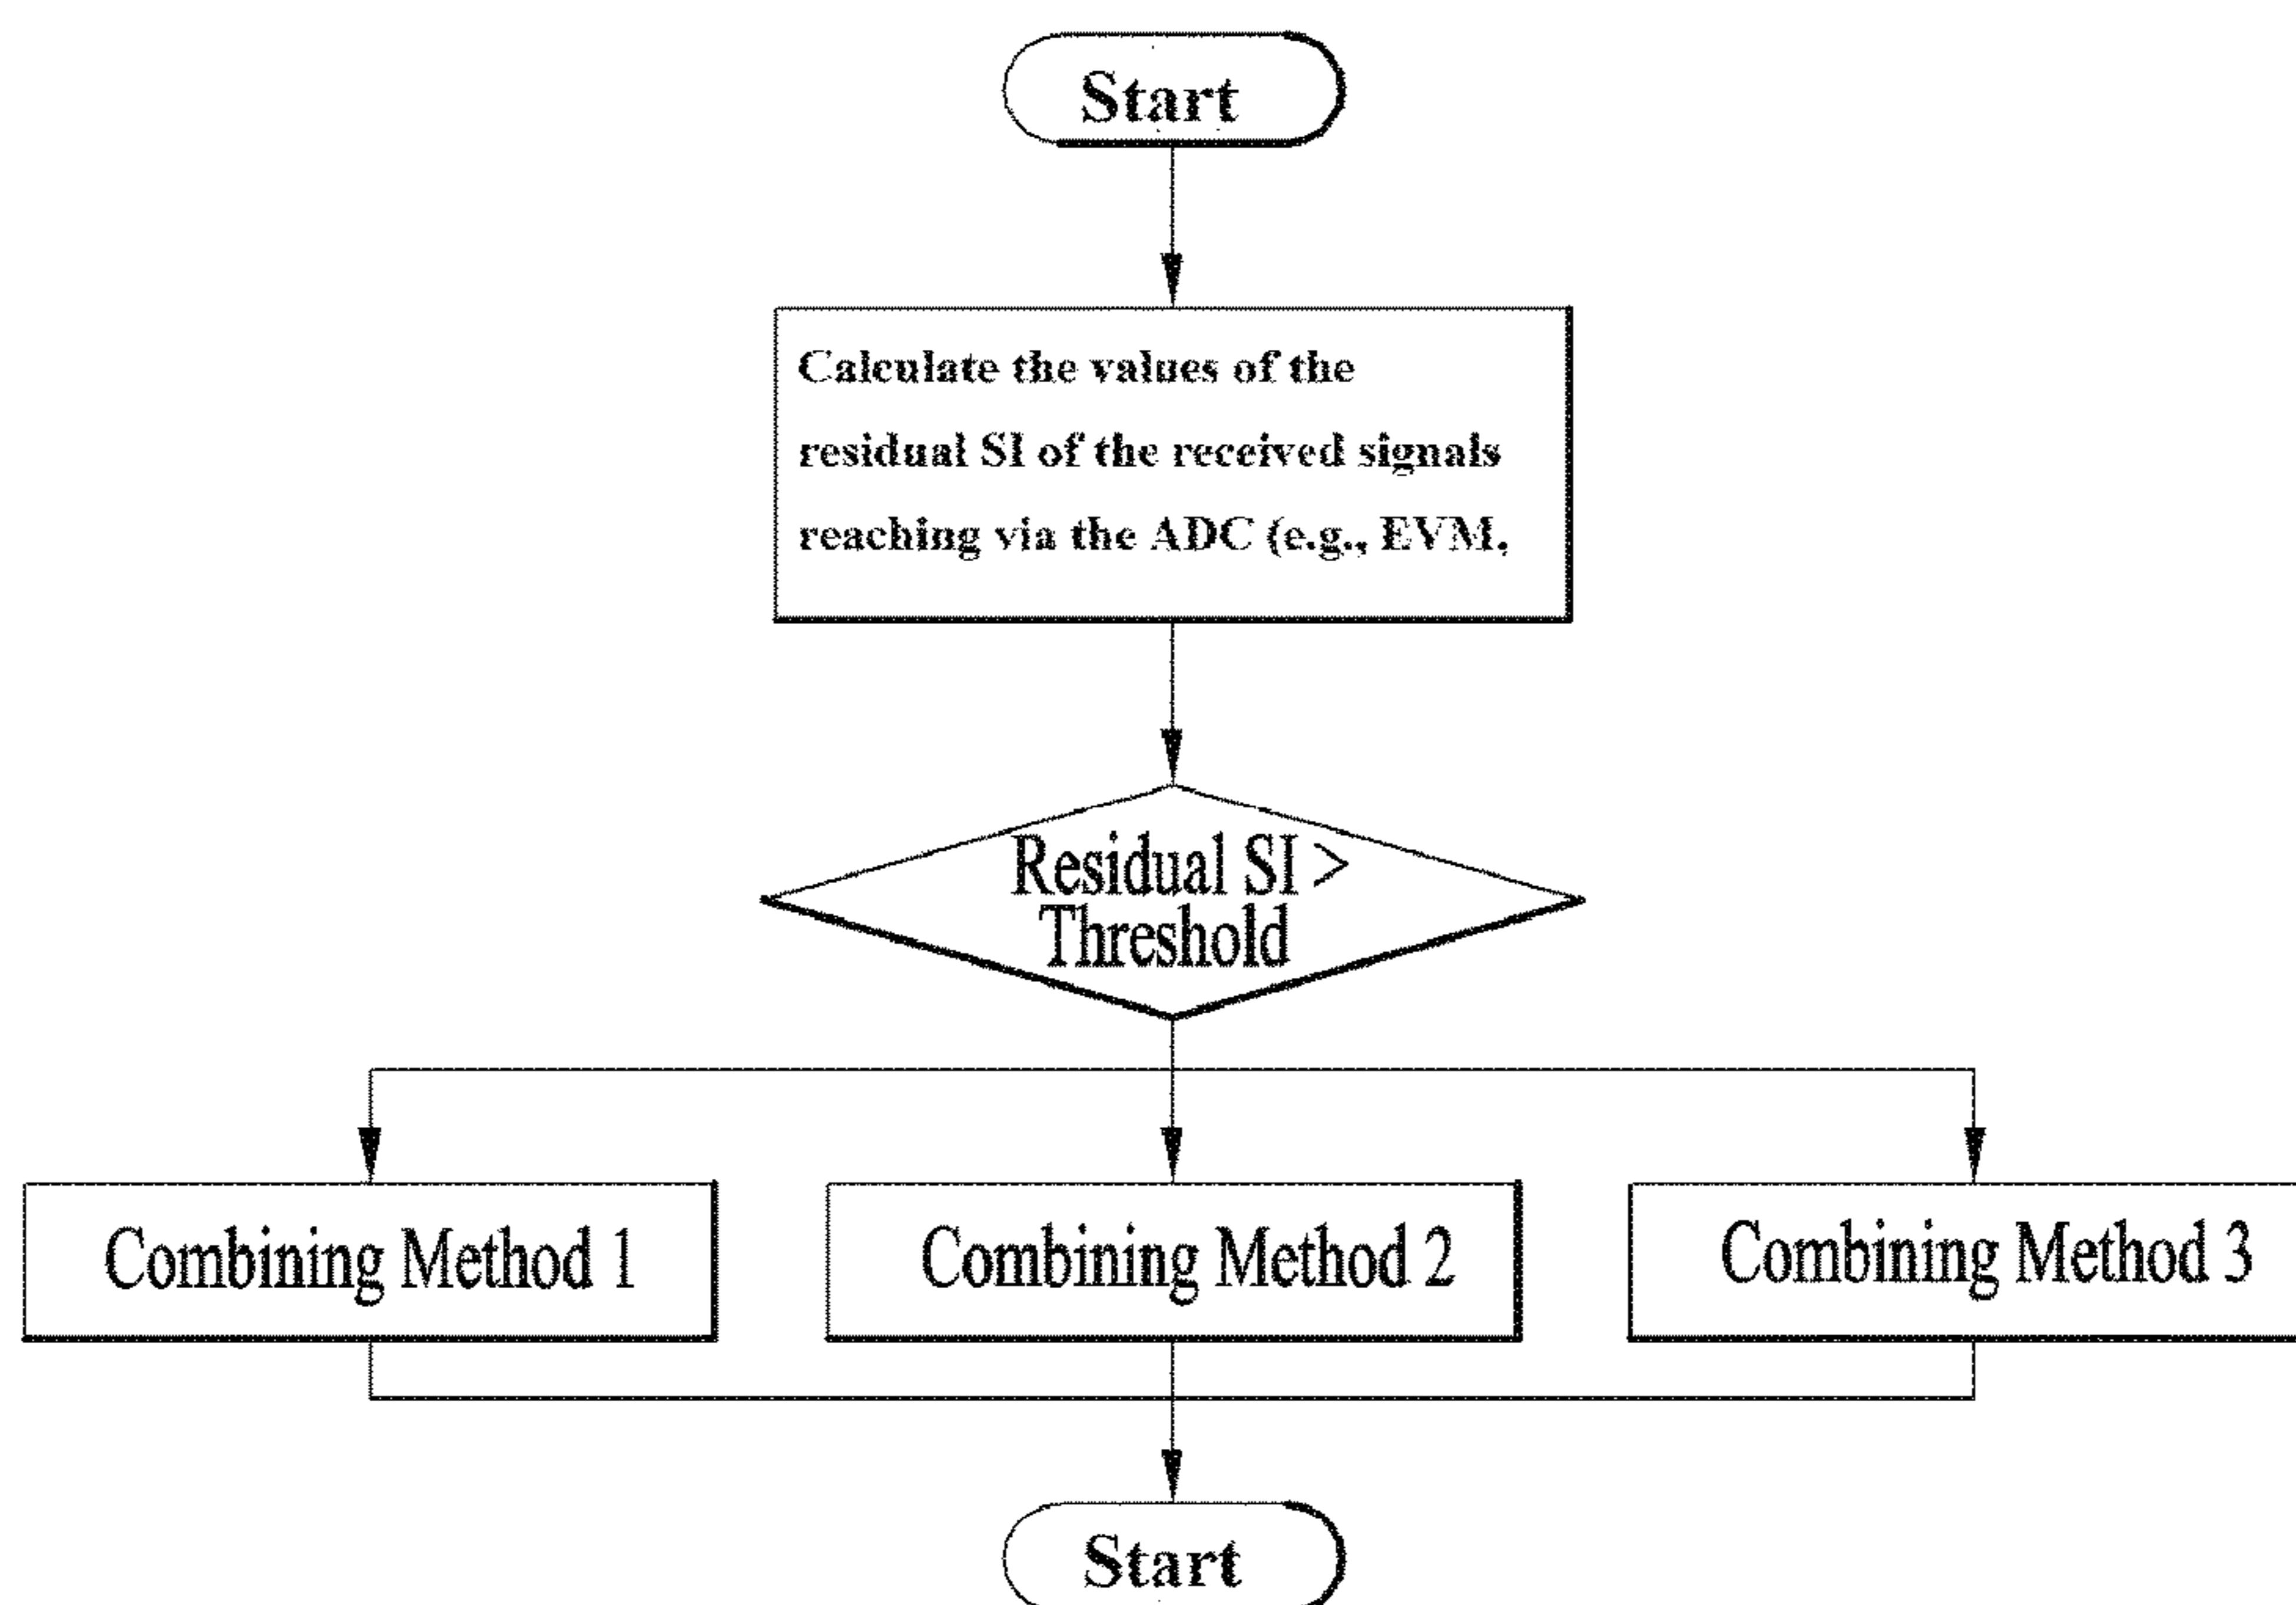 Start
Calculate the values of the
residual SI of the received signals
reaching via the ADC (e.g., EVM,
Residual SI >
Threshold
Combining Method 1
Combining Method 2
Combining Method 3
Start